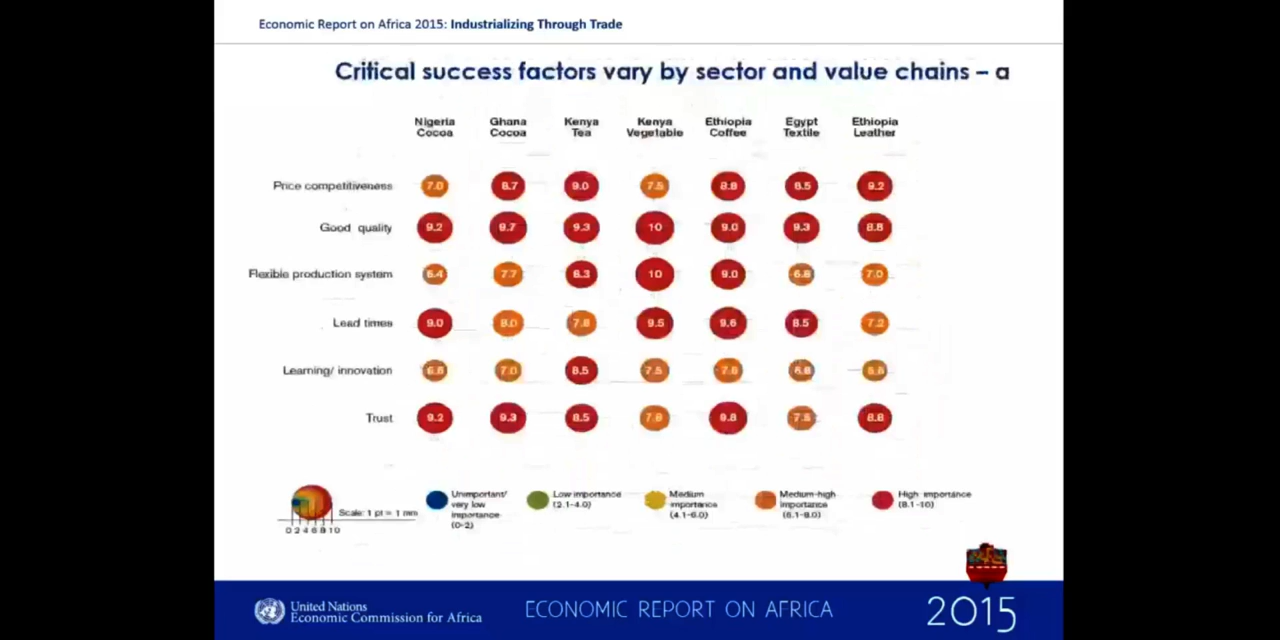 Economic Report on Africa 2015: Industrializing Through Trade
Critical success factors vary by sector and value chains – a
Nigeria Cocoa
Ghana Cocoa
Kenya Tea
Kenya Vegetable
Ethiopia Coffee
Egypt Textile
Ethiopia Leather
Price competitiveness 7.0 9.0 7.5 8.8 9.2
Good quality 9.2 9.3 10 9.0 9.3 8.8
Flexible production system 6.4 7.7 8.3 10 9.0 6.8 7.0
Lead times 9.0 8.0 7.8 9.5 9.6 8.5 7.2
Learning/ innovation 7.0 8.5 7.5 6.8
Trust 9.2 9.3 8.5 7.8 9.8 7.5 8.8
0 2 4 6 8 10
Scale: 1 pt = 1 mm
Unimportant/
very low
importance
(0-2)
Low importance
(2.1-4.0)
Medium
importance
(4.1-6.0)
Medium-high
importance
(6.1-8.0)
High importance
(8.1-10)
United Nations
Economic Commission for Africa
ECONOMIC REPORT ON AFRICA
2015